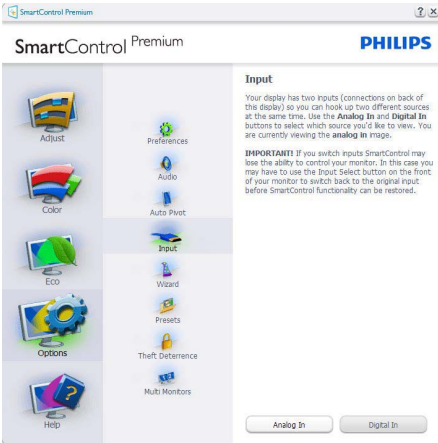 SmartControl Premium
SmartControl Premium
PHILIPS
Adjust
Color
Eco
Options
Help
Preferences
Audio
Auto Pivot
Input
Wizard
Presets
Theft Deterrence
Multi Monitors
Input
Your display has two inputs (connections on back of
this display) so you can hook up two different sources
at the same time. Use the Analog In and Digital In
buttons to select which source you'd like to view. You
are currently viewing the analog in image.
IMPORTANT! If you switch inputs SmartControl may
lose the ability to control your monitor. In this case you
may have to use the Input Select button on the front
of your monitor to switch back to the original input
before SmartControl functionality can be restored.
Analog In
Digital In